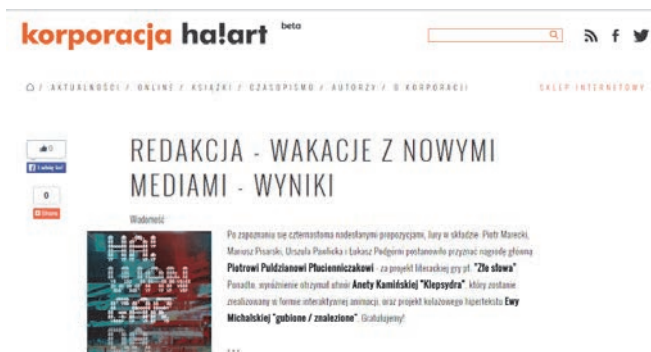 korporacja ha!art beta
AKTUALNOŚCI / ONLINE / KSIĄŻKI / CZASOPISMO / AUTORZY / O KORPORACJI
SKLEP INTERNETOWY
0
Lubię to!
REDAKCJA - WAKACJE Z NOWYMI
MEDIAMI - WYNIKI
0
Wiadomość
Po zapoznaniu się czternastoma nadesłanymi propozycjami, Jury w składzie: Piotr Marecki,
Mariusz Pisarski, Urszula Pawlicka i Łukasz Podgórni postanowiło przyznać nagrodę główną
Piotrowi Puldzianowi Płucienniczakowi - za projekt literackiej gry pt. "Złe słowa"
Ponadto, wyróżnienie otrzymał utwór Anety Kamińskiej "Klepsydra", który zostanie
zrealizowany w formie interaktywnej animacji, oraz projekt kolażowego hipertekstu Ewy
Michalskiej "gubione / znalezione". Gratulujemy!
HA!
WAN
GAR
DA
***